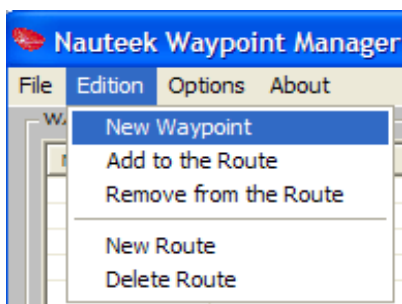 Nauteek Waypoint Manager
File Edition Options About
New Waypoint
Add to the Route
Remove from the Route
New Route
Delete Route